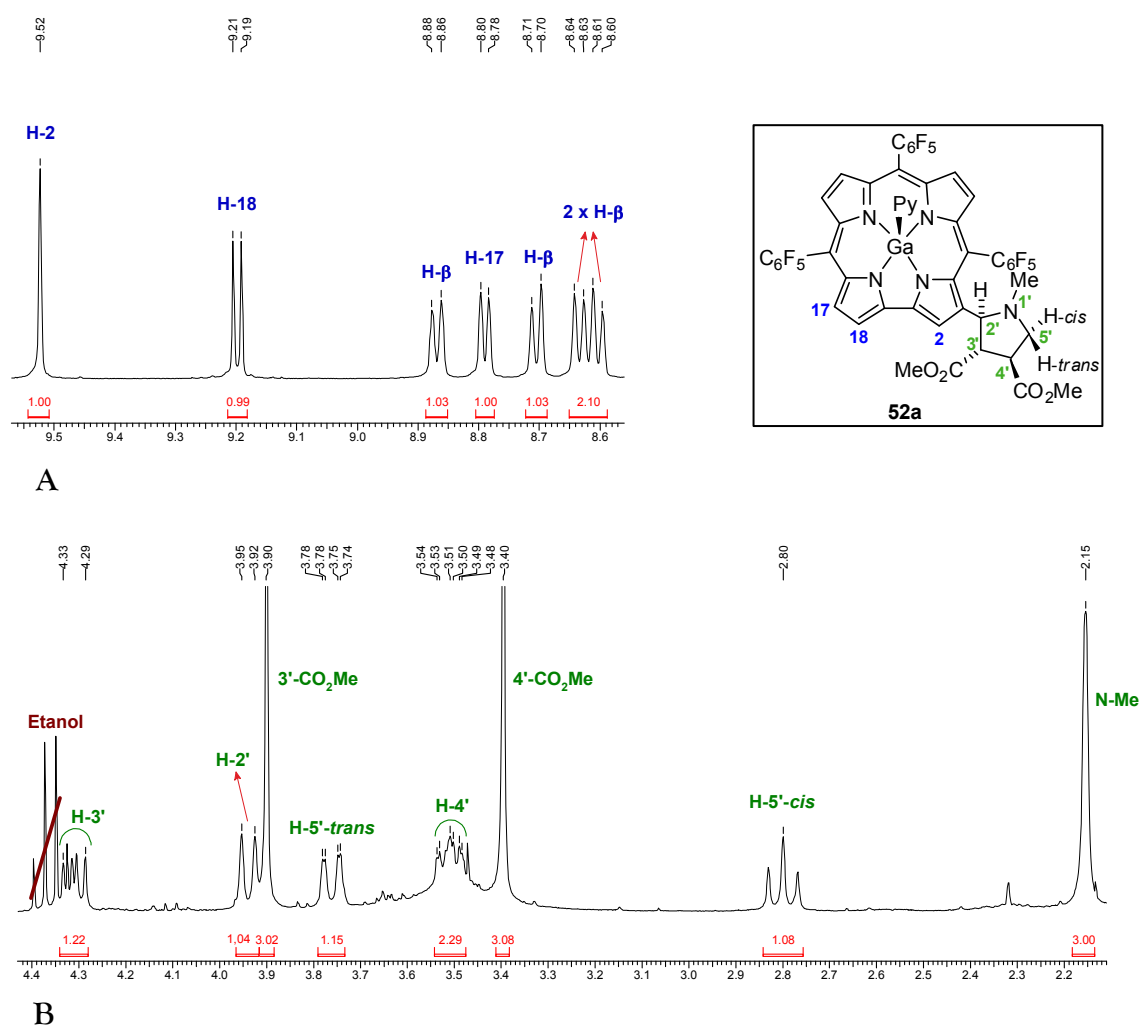 9.52
9.21
9.19
8.88
8.86
8.80
8.78
8.71
8.70
8.64
8.63
8.61
8.60
H-2
H-18
H-β
H-17
H-β
2 x H-β
1.00
0.99
1.03
1.00
1.03
2.10
9.5 9.4 9.3 9.2 9.1 9.0 8.9 8.8 8.7 8.6
A
C6F5
Py
N N
Ga
C6F5 C6F5
N N
H Me
N 1'
H-cis
17
18 2 2' 5'
3' H-trans
MeO2C 4'
CO2Me
52a
4.33
4.29
3.95
3.92
3.90
3.78
3.78
3.75
3.74
3.54
3.53
3.51
3.50
3.49
3.48
3.40
2.80
2.15
Etanol
H-3'
H-2'
3'-CO2Me
H-5'-trans
H-4'
4'-CO2Me
H-5'-cis
N-Me
1.22
1.04
3.02
1.15
2.29
3.08
1.08
3.00
4.4 4.3 4.2 4.1 4.0 3.9 3.8 3.7 3.6 3.5 3.4 3.3 3.2 3.1 3.0 2.9 2.8 2.7 2.6 2.5 2.4 2.3 2.2
B